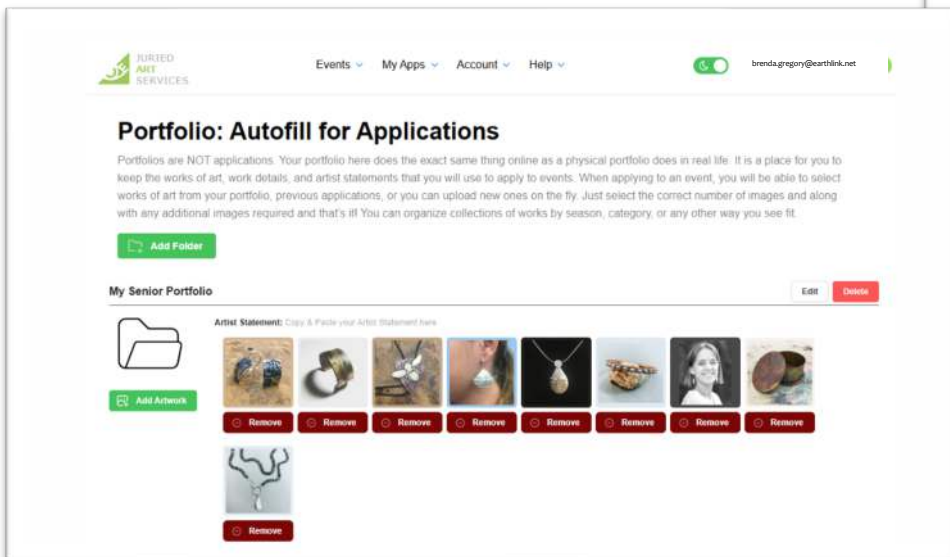 JURIED
ART
SERVICES
Events My Apps Account Help brenda.gregory@earthlink.net
Portfolio: Autofill for Applications
Portfolios are NOT applications. Your portfolio here does the exact same thing online as a physical portfolio does in real life. It is a place for you to
keep the works of art, work details, and artist statements that you will use to apply to events. When applying to an event, you will be able to select
works of art from your portfolio, previous applications, or you can upload new ones on the fly. Just select the correct number of images and along
with any additional images required and that's it! You can organize collections of works by season, category, or any other way you see fit.
Add Folder
My Senior Portfolio Edit Delete
Artist Statement: Copy & Paste your Artist Statement here
Add Artwork
Remove Remove Remove Remove Remove Remove Remove Remove
Remove